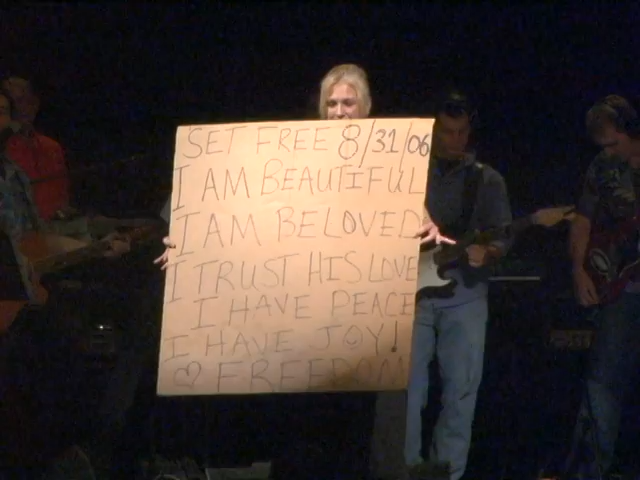 SET FREE 8/31/06
I AM BEAUTIFUL
I AM BELOVED
I TRUST HIS LOVE
I HAVE PEACE
I HAVE JOY!
♡ FREEDOM